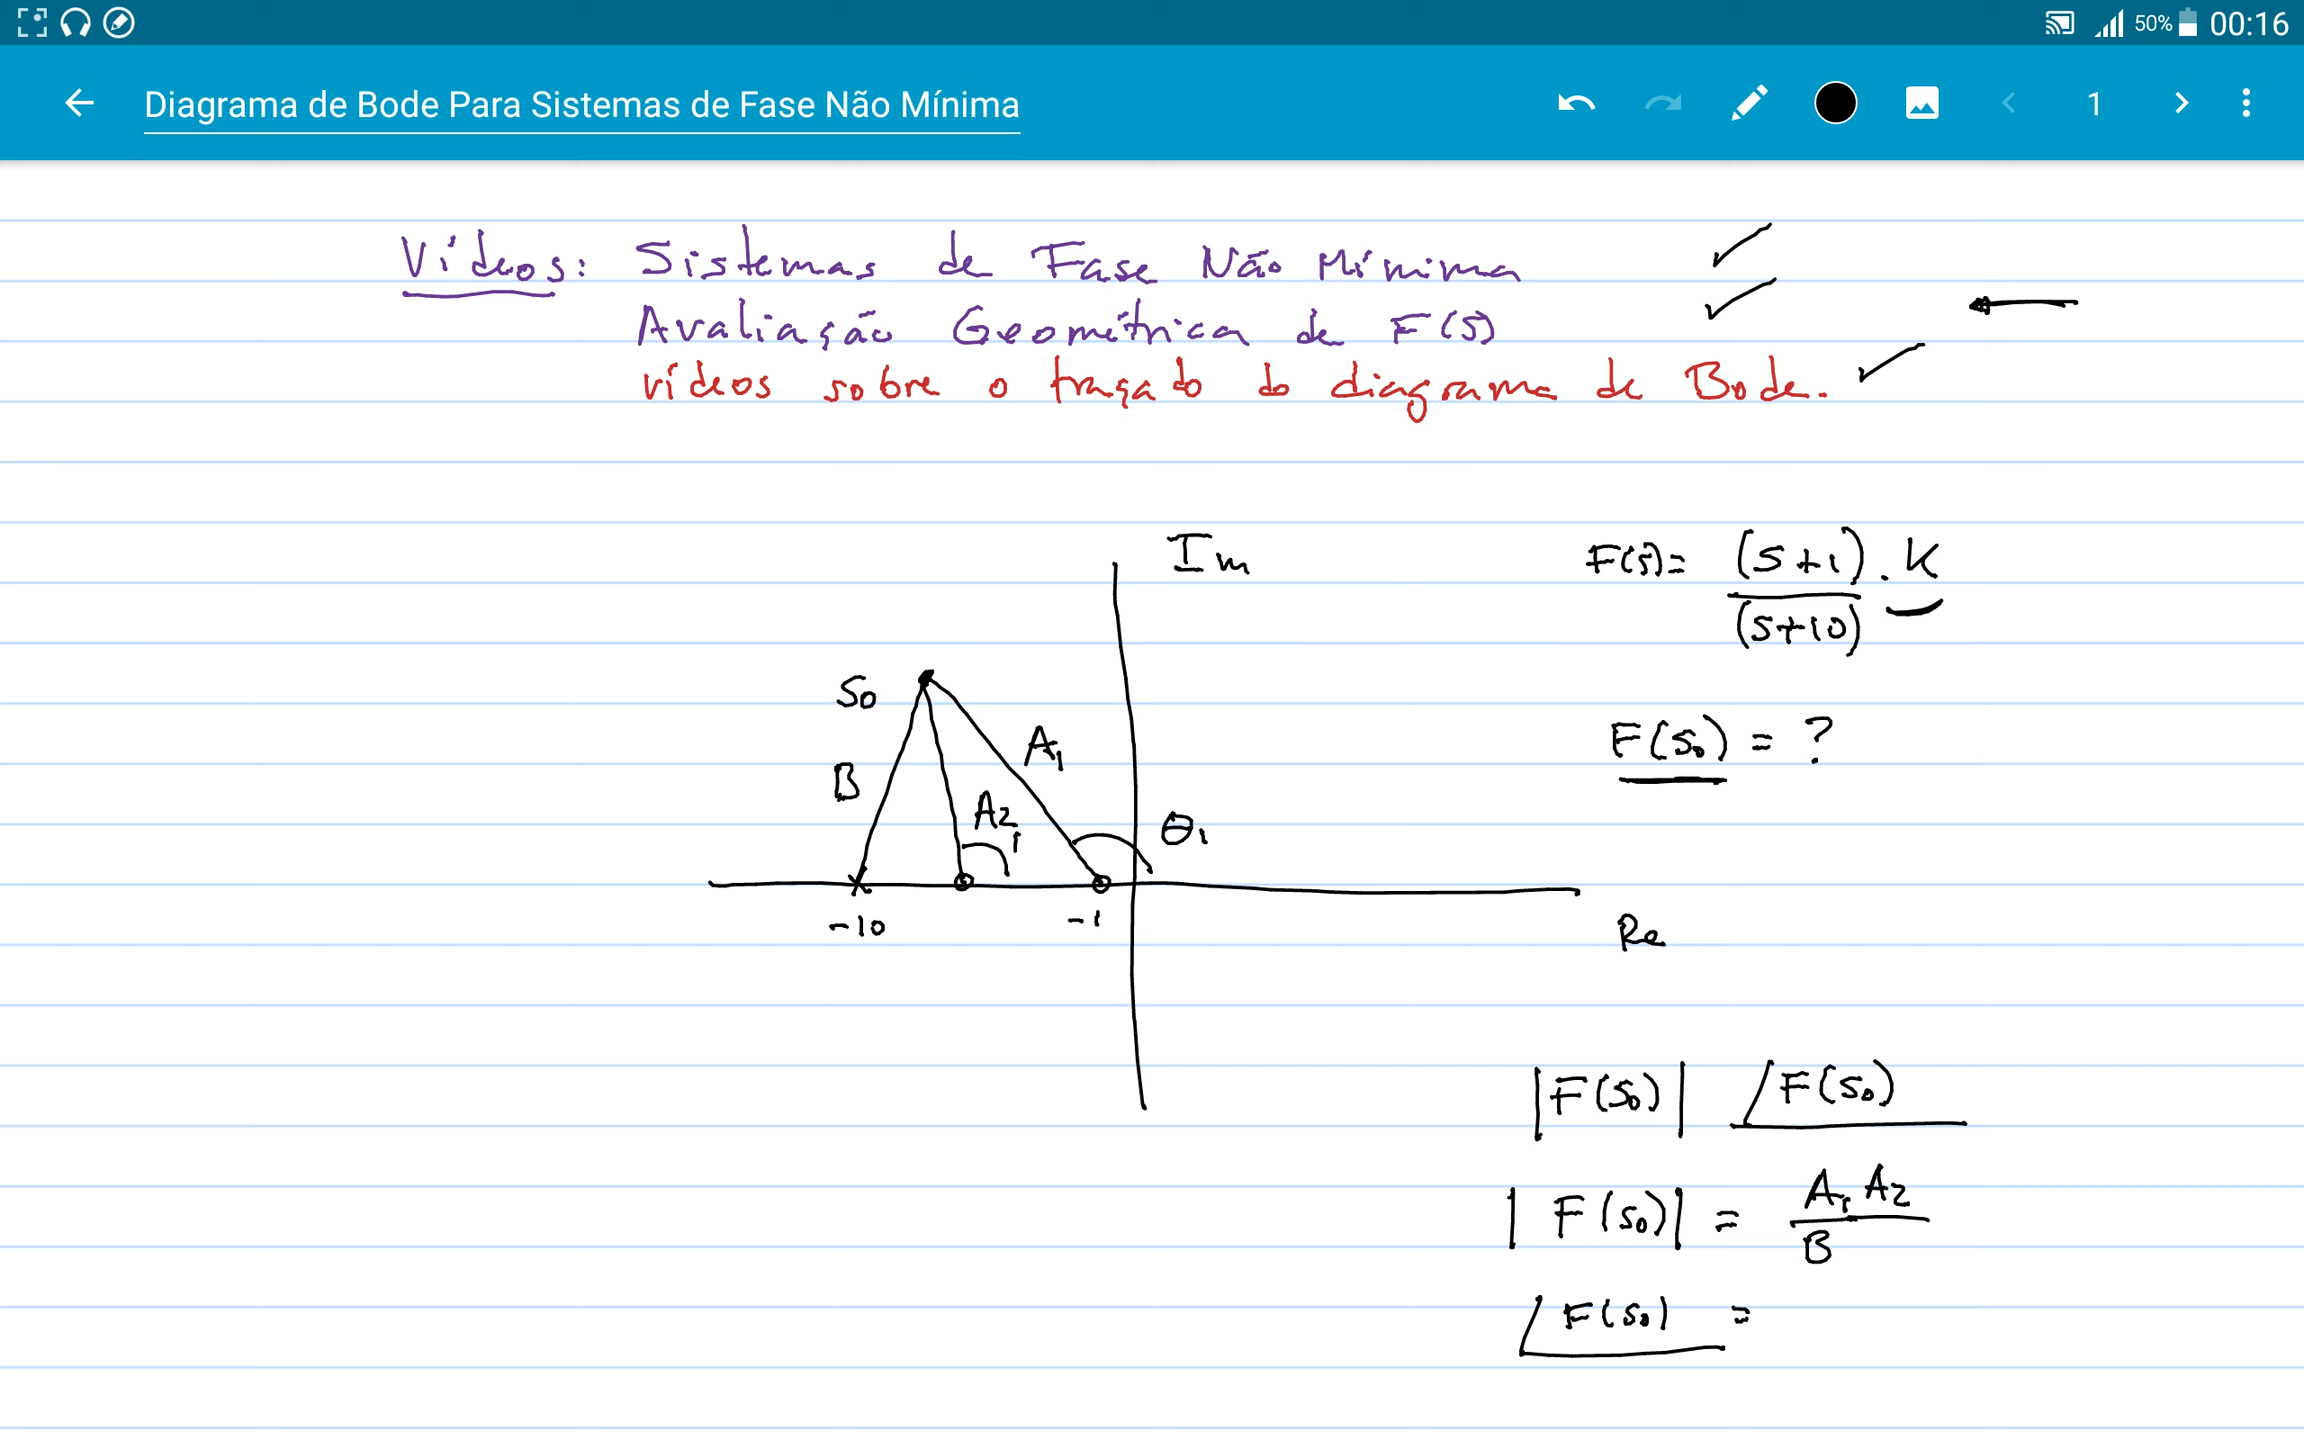 50% 00:16
Diagrama de Bode Para Sistemas de Fase Não Mínima 1
Vídeos: Sistemas de Fase Não Mínima
Avaliação Geométrica de F(s)
vídeos sobre o traçado do diagrama de Bode.
Im
F(s)= (s+1) . K
(s+10)
S0
F(s0) = ?
A1
B
A2
θ1
-10 -1
Re
|F(s0)| /F(s0)
|F(s0)| = A1 A2
B
/F(s0) =